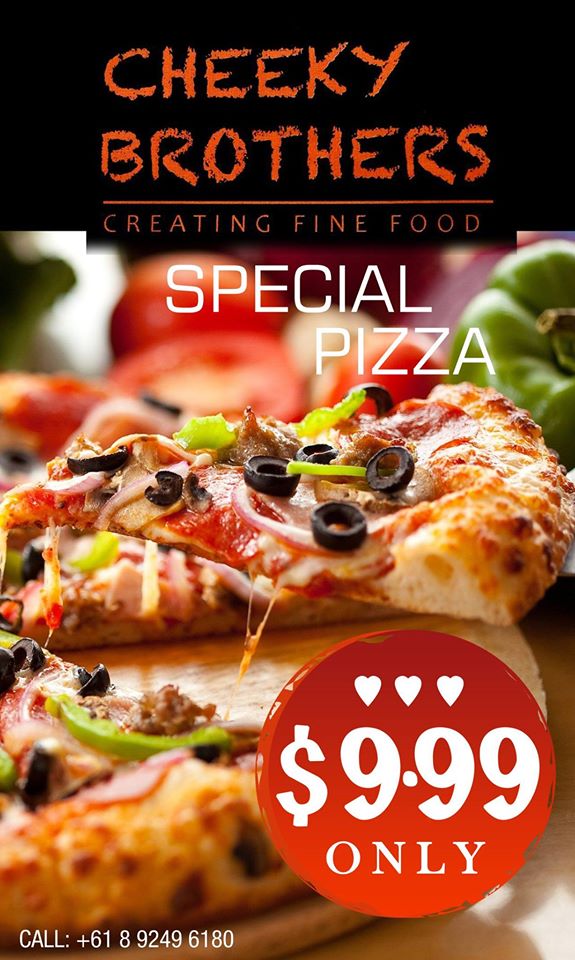 CHEEKY
BROTHERS
CREATING FINE FOOD
SPECIAL
PIZZA
$9.99
ONLY
CALL: +61 8 9249 6180